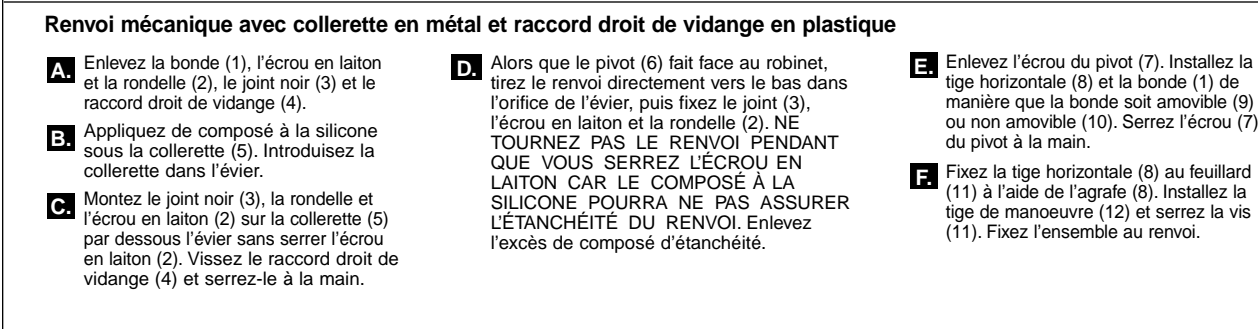 Renvoi mécanique avec collerette en métal et raccord droit de vidange en plastique
A. Enlevez la bonde (1), l’écrou en laiton
et la rondelle (2), le joint noir (3) et le
raccord droit de vidange (4).
B. Appliquez de composé à la silicone
sous la collerette (5). Introduisez la
collerette dans l’évier.
C. Montez le joint noir (3), la rondelle et
l’écrou en laiton (2) sur la collerette (5)
par dessous l’évier sans serrer l’écrou
en laiton (2). Vissez le raccord droit de
vidange (4) et serrez-le à la main.
D. Alors que le pivot (6) fait face au robinet,
tirez le renvoi directement vers le bas dans
l’orifice de l’évier, puis fixez le joint (3),
l’écrou en laiton et la rondelle (2). NE
TOURNEZ PAS LE RENVOI PENDANT
QUE VOUS SERREZ L’ÉCROU EN
LAITON CAR LE COMPOSÉ À LA
SILICONE POURRA NE PAS ASSURER
L’ÉTANCHÉITÉ DU RENVOI. Enlevez
l’excès de composé d’étanchéité.
E. Enlevez l’écrou du pivot (7). Installez la
tige horizontale (8) et la bonde (1) de
manière que la bonde soit amovible (9)
ou non amovible (10). Serrez l’écrou (7)
du pivot à la main.
F. Fixez la tige horizontale (8) au feuillard
(11) à l’aide de l’agrafe (8). Installez la
tige de manoeuvre (12) et serrez la vis
(11). Fixez l’ensemble au renvoi.